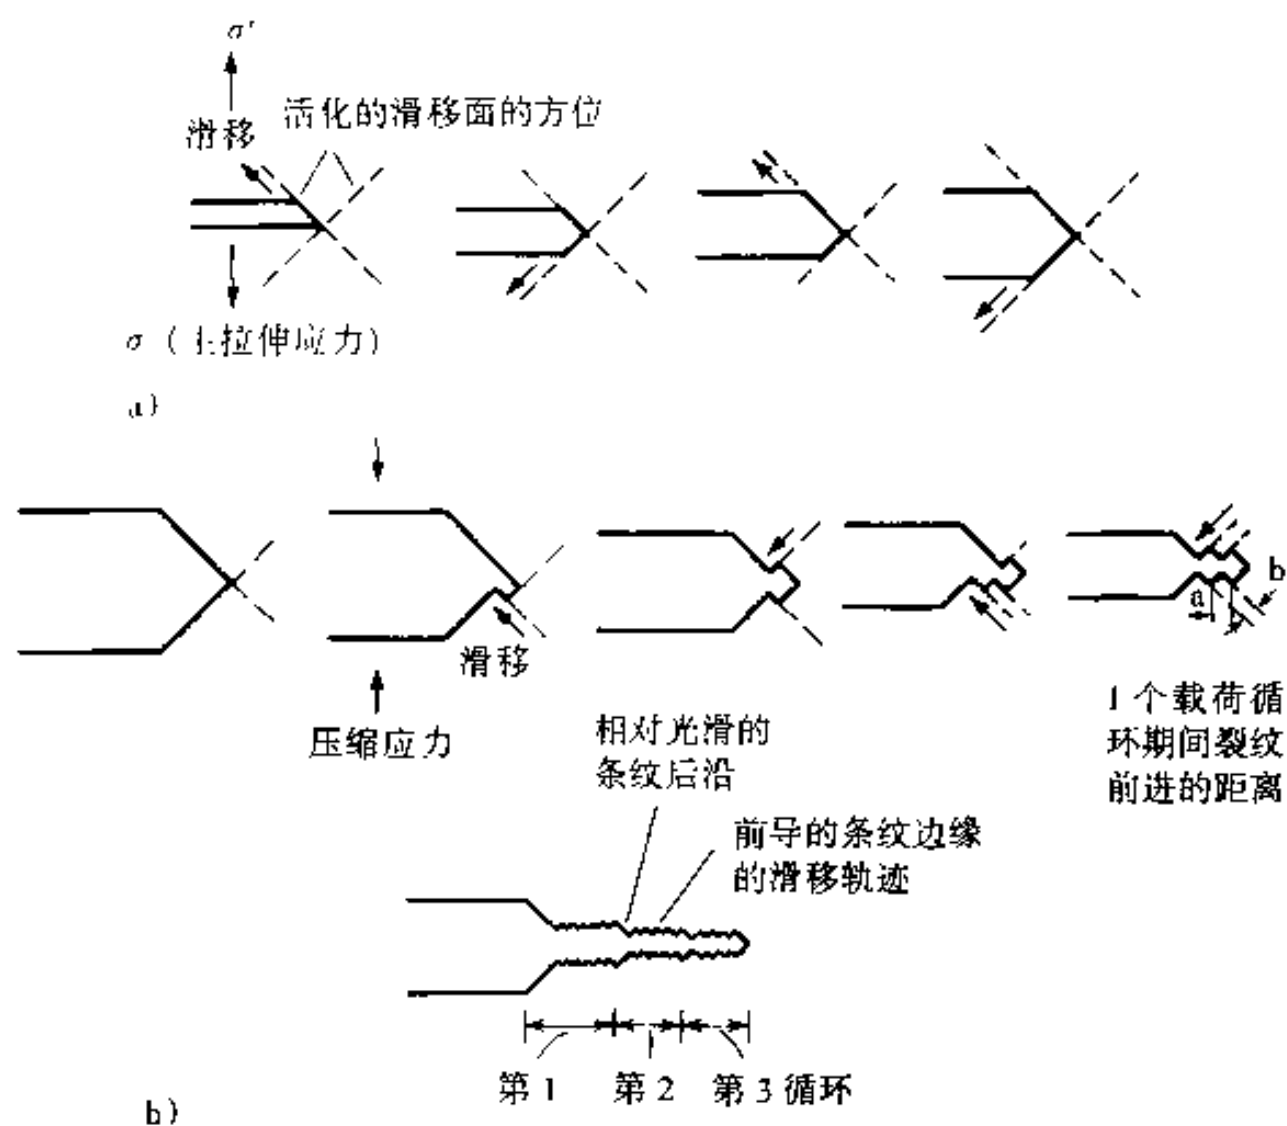 σ'
滑移
活化的滑移面的方位
σ (主拉伸应力)
a)
滑移
压缩应力
a
b
1个载荷循
环期间裂纹
前进的距离
相对光滑的
条纹后沿
前导的条纹边缘
的滑移轨迹
第1 第2 第3循环
b)